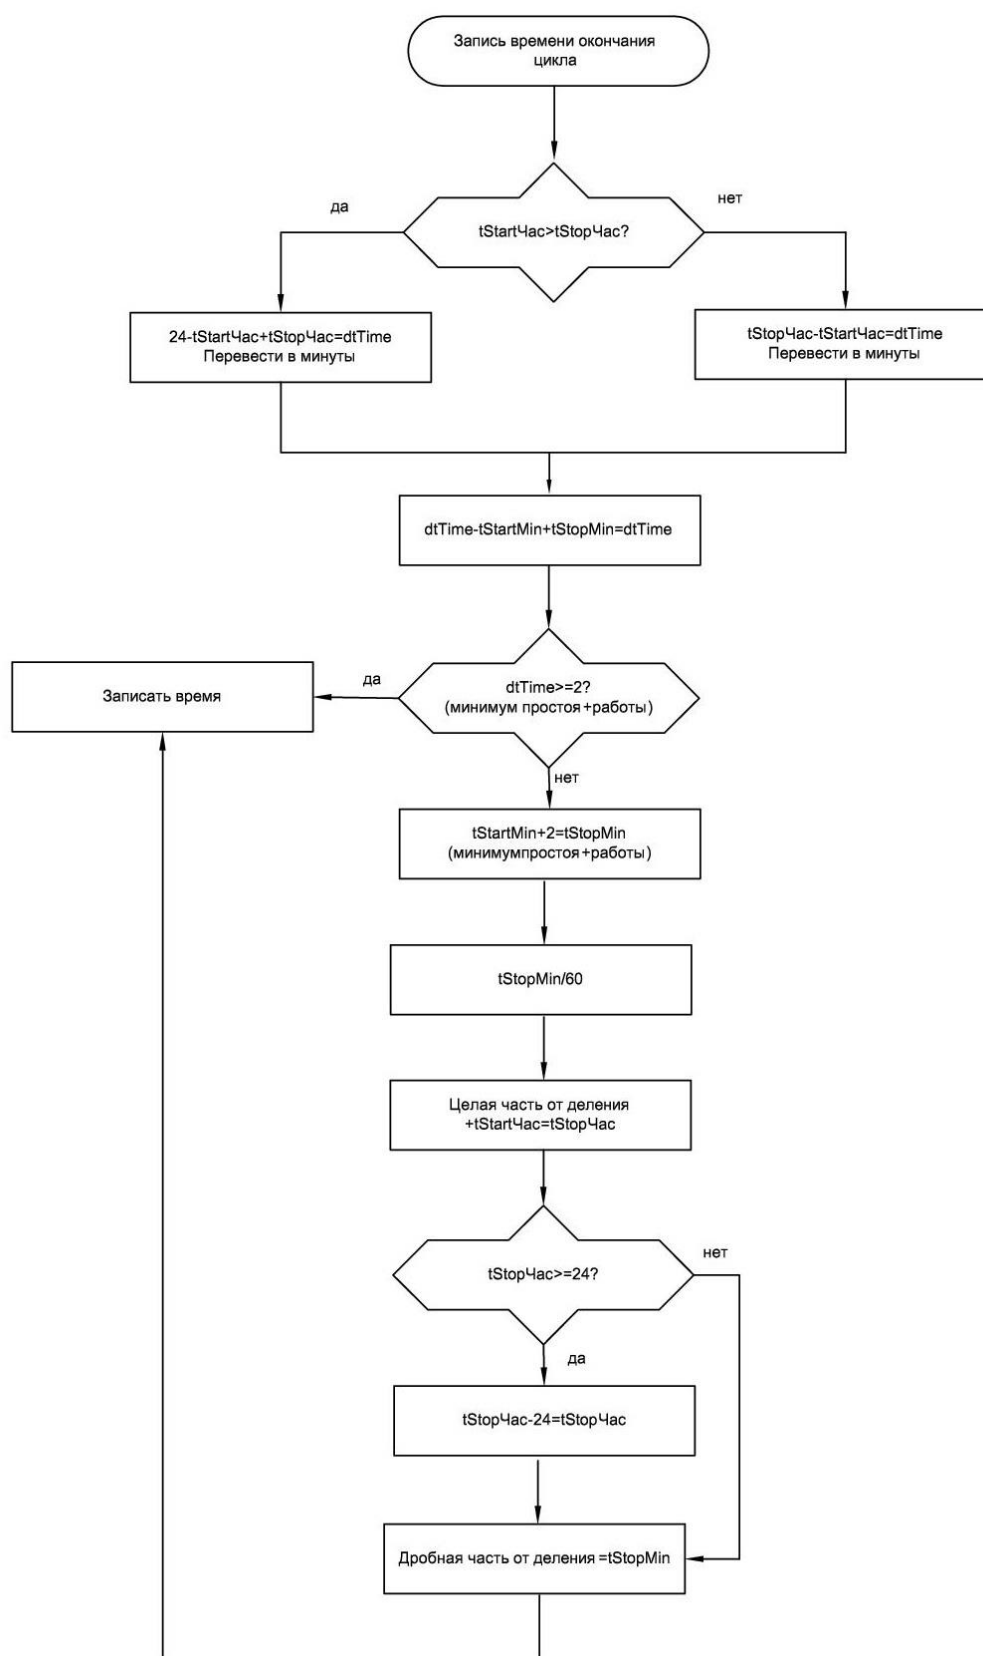 Запись времени окончания
цикла
да
нет
tStartЧас>tStopЧас?
24-tStartЧас+tStopЧас=dtTime
Перевести в минуты
tStopЧас-tStartЧас=dtTime
Перевести в минуты
dtTime-tStartMin+tStopMin=dtTime
Записать время
да
dtTime>=2?
(минимум простоя+работы)
нет
tStartMin+2=tStopMin
(минимумпростоя+работы)
tStopMin/60
Целая часть от деления
+tStartЧас=tStopЧас
нет
tStopЧас>=24?
да
tStopЧас-24=tStopЧас
Дробная часть от деления=tStopMin